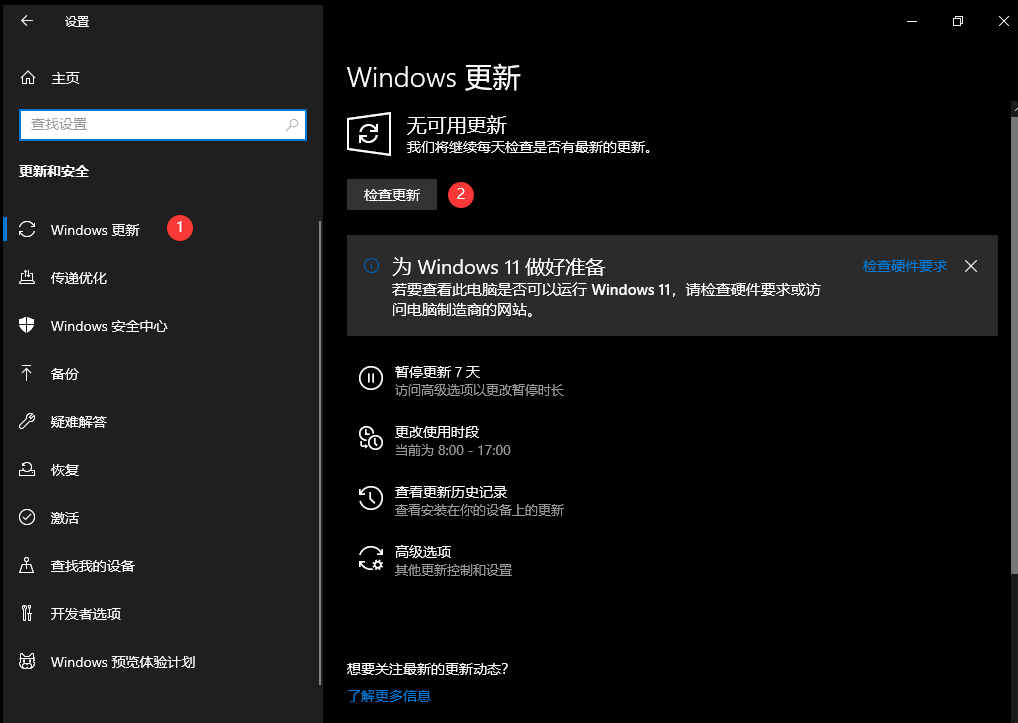 设置
主页
查找设置
更新和安全
Windows 更新
1
传递优化
Windows 安全中心
备份
疑难解答
恢复
激活
查找我的设备
开发者选项
Windows 预览体验计划
Windows 更新
无可用更新
我们将继续每天检查是否有最新的更新。
检查更新
2
为 Windows 11 做好准备
检查硬件要求
若要查看此电脑是否可以运行 Windows 11，请检查硬件要求或访
问电脑制造商的网站。
暂停更新 7 天
访问高级选项以更改暂停时长
更改使用时段
当前为 8:00 - 17:00
查看更新历史记录
查看安装在你的设备上的更新
高级选项
其他更新控制和设置
想要关注最新的更新动态?
了解更多信息